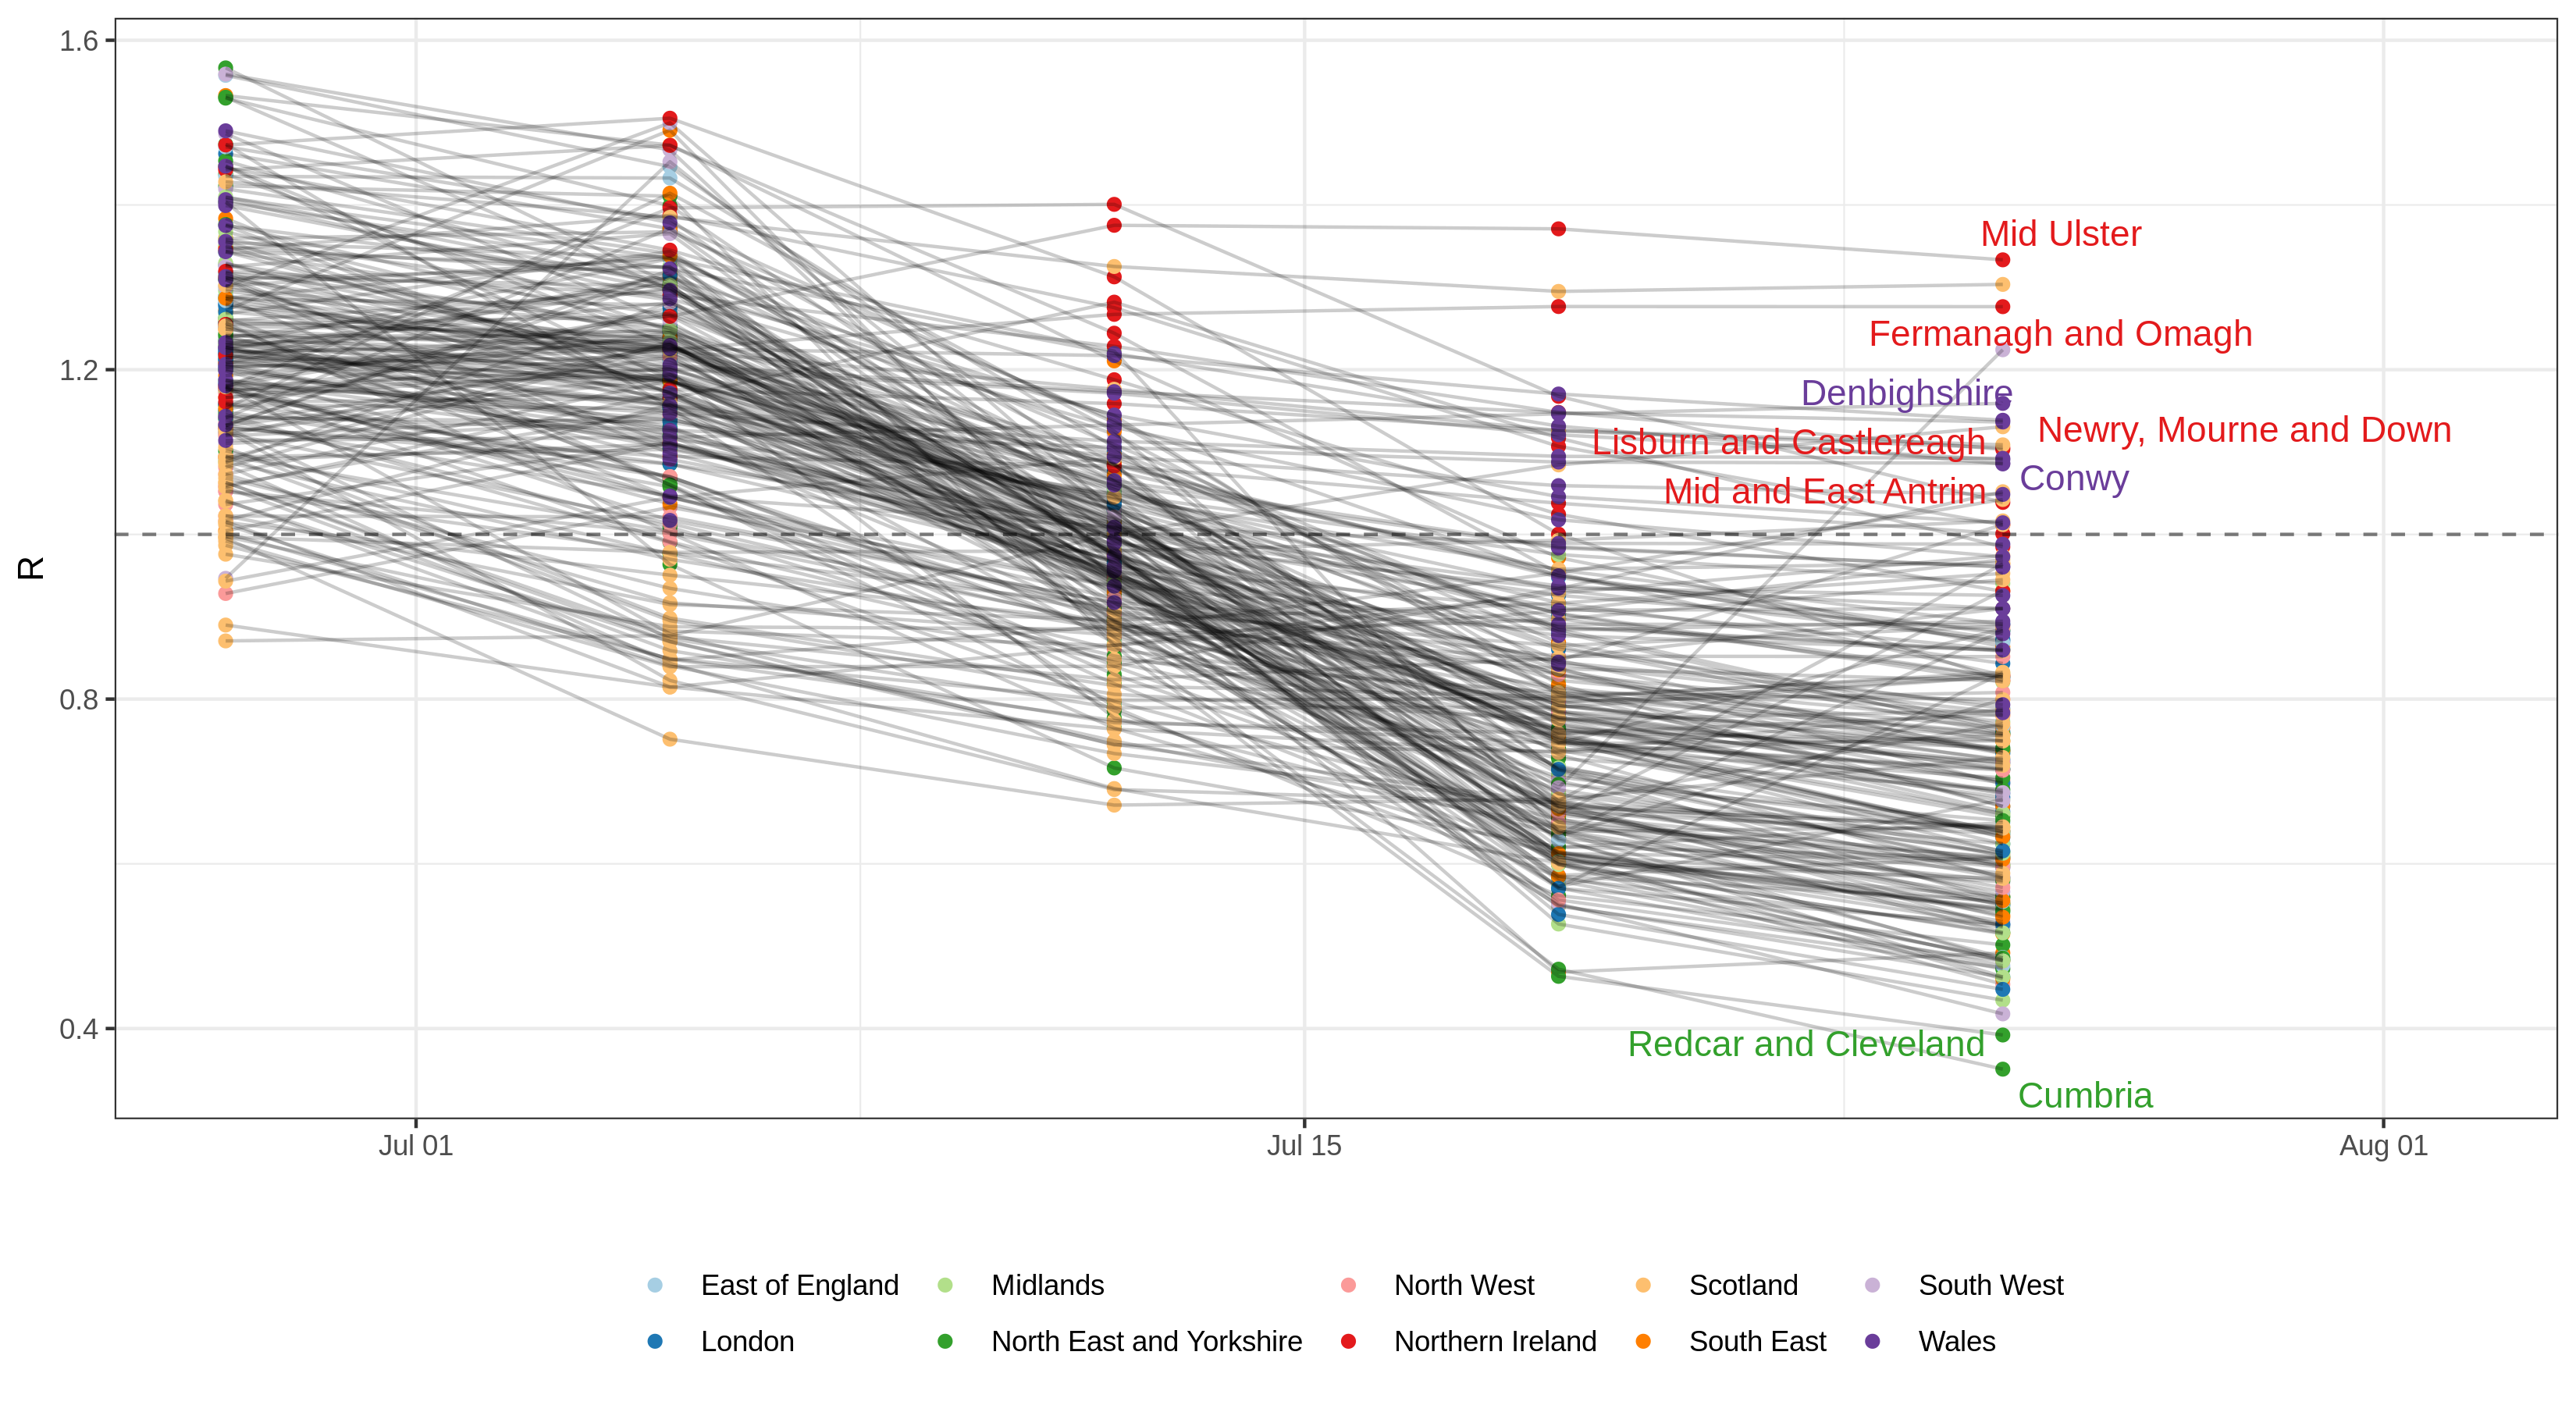 1.6
1.2
0.8
0.4
R
Mid Ulster
Fermanagh and Omagh
Denbighshire
Newry, Mourne and Down
Lisburn and Castlereagh
Conwy
Mid and East Antrim
Redcar and Cleveland
Cumbria
Jul 01
Jul 15
Aug 01
East of England
Midlands
North West
Scotland
South West
London
North East and Yorkshire
Northern Ireland
South East
Wales